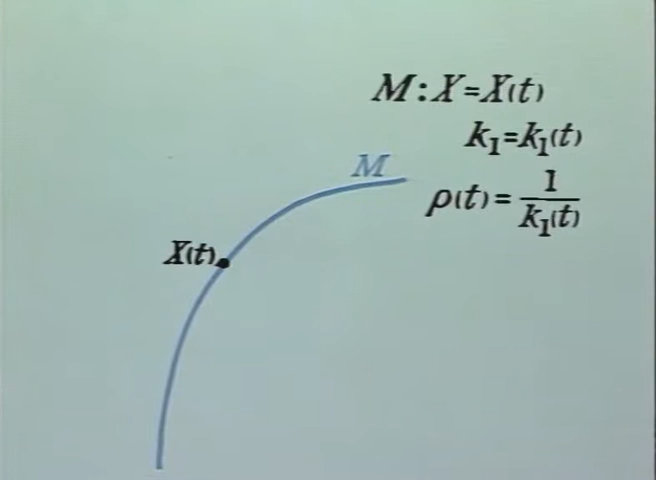 M:X=X(t)
k₁=k₁(t)
M
ρ(t)=1/k₁(t)
X(t)